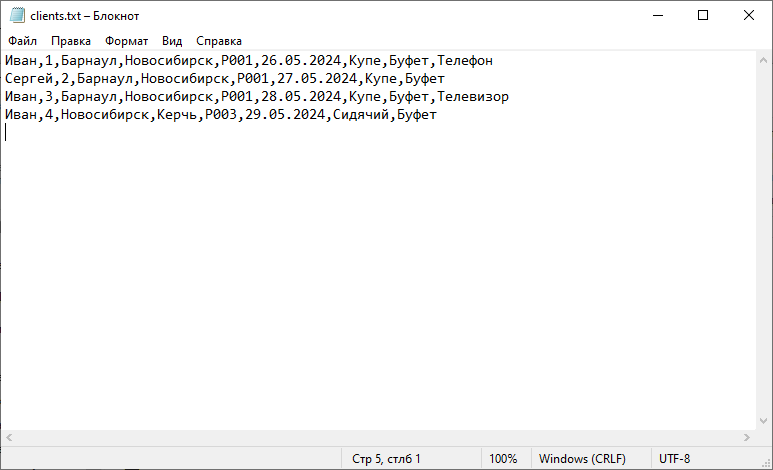 clients.txt – Блокнот
Файл Правка Формат Вид Справка
Иван,1,Барнаул,Новосибирск,P001,26.05.2024,Купе,Буфет,Телефон
Сергей,2,Барнаул,Новосибирск,P001,27.05.2024,Купе,Буфет
Иван,3,Барнаул,Новосибирск,P001,28.05.2024,Купе,Буфет,Телевизор
Иван,4,Новосибирск,Керчь,P003,29.05.2024,Сидячий,Буфет
Стр 5, стлб 1 100% Windows (CRLF) UTF-8